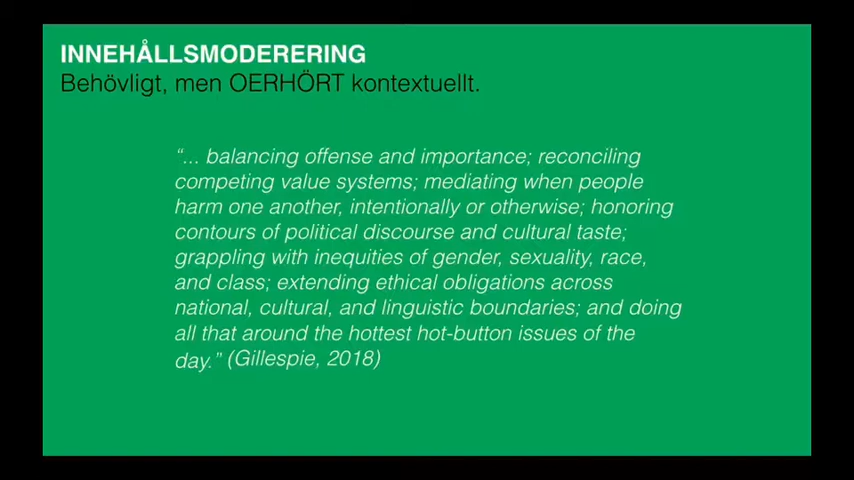 INNEHÅLLSMODERERING
Behövligt, men OERHÖRT kontextuellt.
“... balancing offense and importance; reconciling
competing value systems; mediating when people
harm one another, intentionally or otherwise; honoring
contours of political discourse and cultural taste;
grappling with inequities of gender, sexuality, race,
and class; extending ethical obligations across
national, cultural, and linguistic boundaries; and doing
all that around the hottest hot-button issues of the
day.” (Gillespie, 2018)